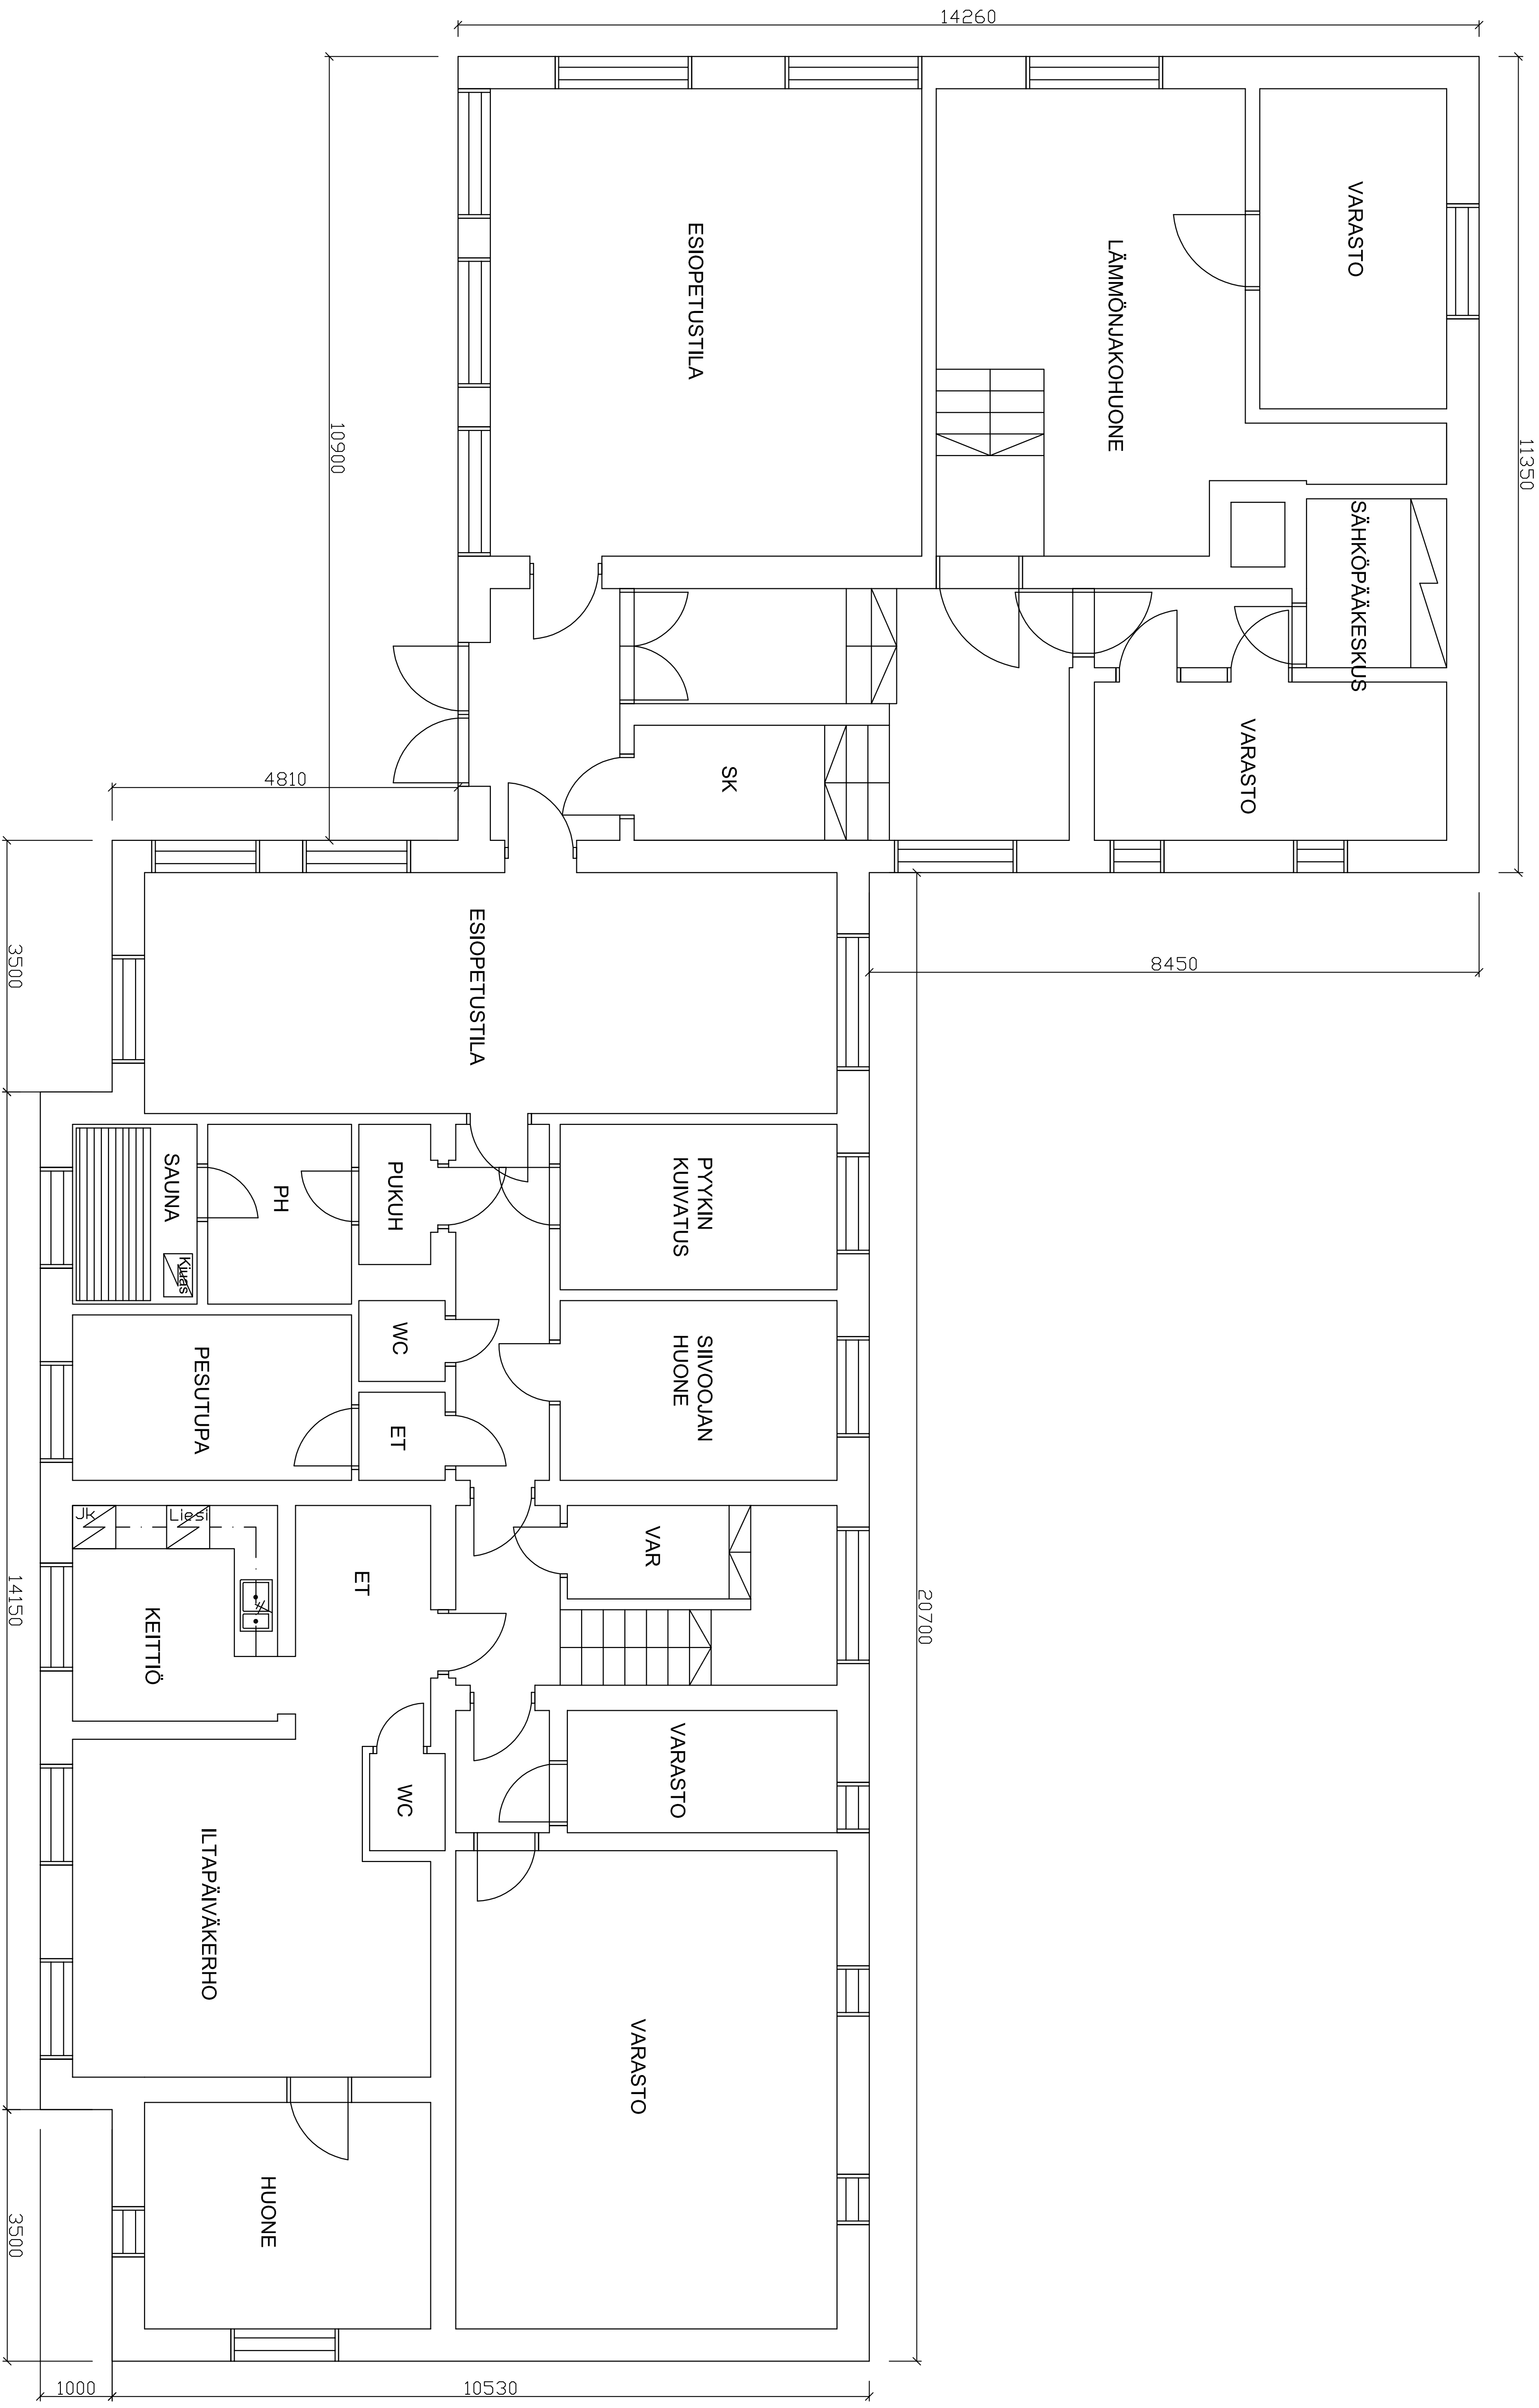 14260
11350
VARASTO
LÄMMÖNJAKOHUONE
ESIOPETUSTILA
10900
SÄHKÖPÄÄKESKUS
VARASTO
SK
4810
3500
8450
ESIOPETUSTILA
SAUNA
Kiuas
PH
PUKUH
PYYKIN
KUIVATUS
WC
SIIVOOJAN
HUONE
PESUTUPA
ET
Jk
Liesi
VAR
ET
KEITTIÖ
14150
20700
VARASTO
WC
ILTAPÄIVÄKERHO
VARASTO
HUONE
3500
1000
10530